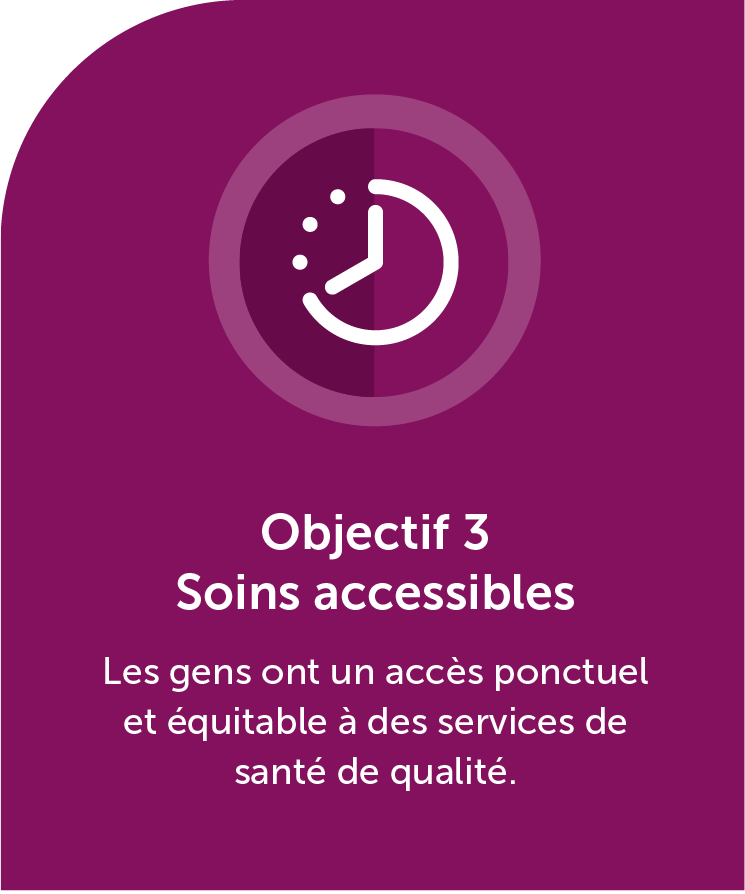 Objectif 3
Soins accessibles
Les gens ont un accès ponctuel
et équitable à des services de
santé de qualité.